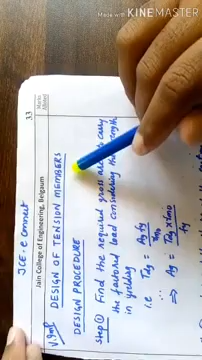 Made with KINEMASTER
JCE: e Connect
Jain College of Engineering, Belgaum
33
Marks
Allotted
DESIGN OF TENSION MEMBERS
DESIGN PROCEDURE
Step ① Find the required gross area to carry
the factored load considering the strength
in yielding
i.e Tdg = Ag fy / γm0
∴
⇒ Ag = Tdg × γm0 / fy